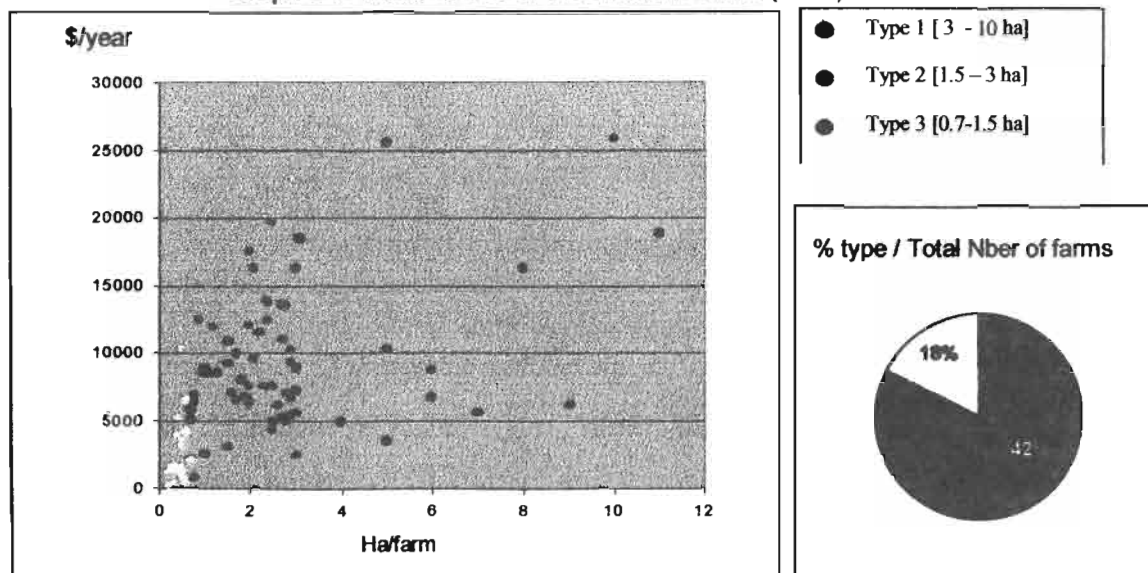 $/year
30000
25000
20000
15000
10000
5000
0
0 2 4 6 8 10 12
Ha/farm
Type 1 [ 3 - 10 ha]
Type 2 [1.5 – 3 ha]
Type 3 [0.7-1.5 ha]
% type / Total Nber of farms
18%
42